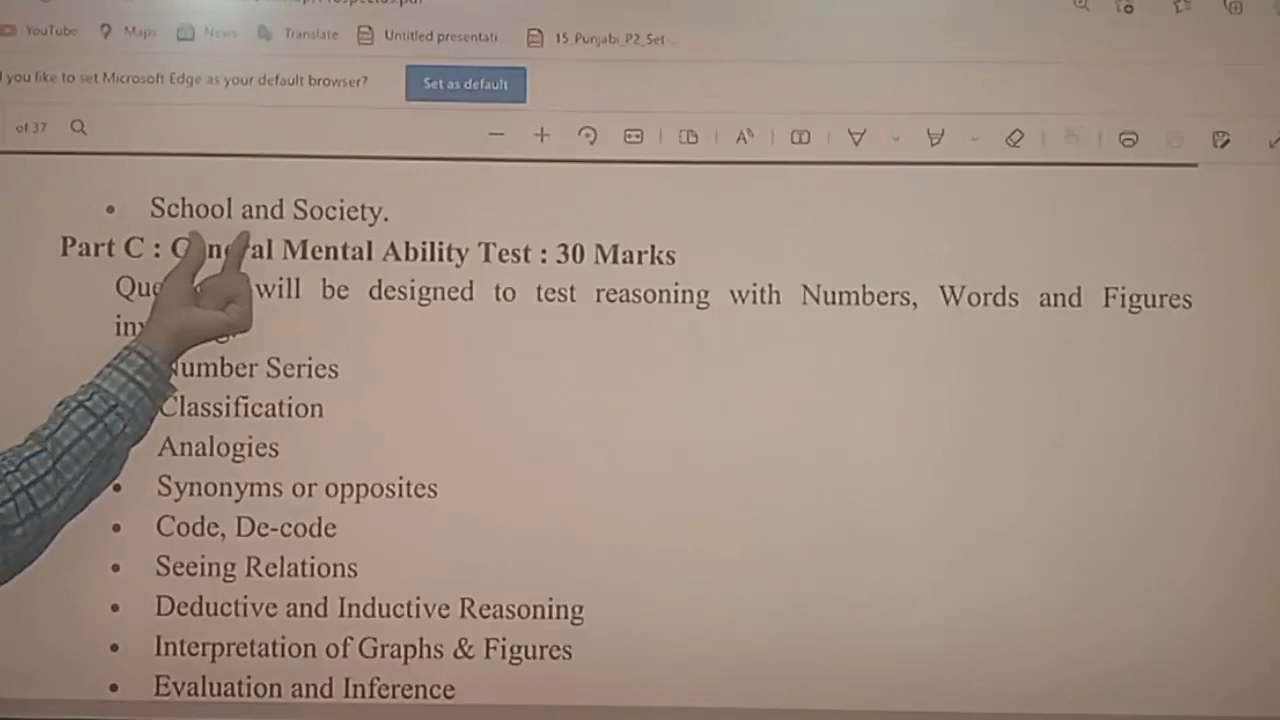 YouTube Maps News Translate Untitled presentati 15_Punjabi_P2_Set
you like to set Microsoft Edge as your default browser? Set as default
of 37
• School and Society.
Part C : General Mental Ability Test : 30 Marks
will be designed to test reasoning with Numbers, Words and Figures
Number Series
Classification
Analogies
• Synonyms or opposites
• Code, De-code
• Seeing Relations
• Deductive and Inductive Reasoning
• Interpretation of Graphs & Figures
• Evaluation and Inference